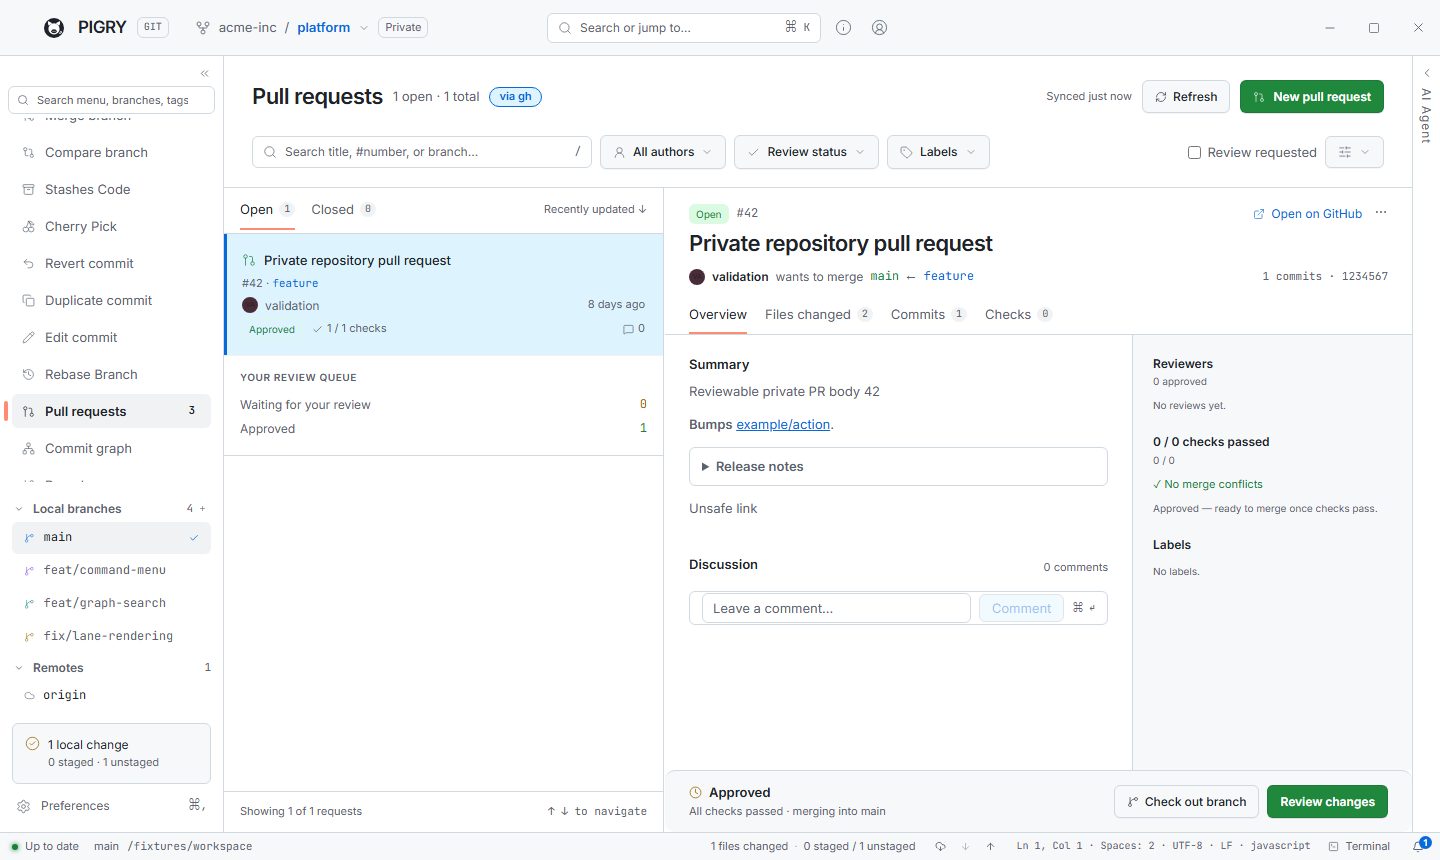 PIGRY GIT acme-inc / platform Private Search or jump to... ⌘ K
Search menu, branches, tags
Merge branch
Compare branch
Stashes Code
Cherry Pick
Revert commit
Duplicate commit
Edit commit
Rebase Branch
Pull requests 3
Commit graph
Local branches 4 +
main
feat/command-menu
feat/graph-search
fix/lane-rendering
Remotes 1
origin
1 local change
0 staged · 1 unstaged
Preferences ⌘,
Pull requests 1 open · 1 total via gh Synced just now Refresh New pull request
Search title, #number, or branch... / All authors Review status Labels Review requested
Open 1 Closed 0 Recently updated ↓
Private repository pull request
#42 · feature
validation 8 days ago
Approved ✓ 1 / 1 checks 0
YOUR REVIEW QUEUE
Waiting for your review 0
Approved 1
Showing 1 of 1 requests ↑ ↓ to navigate
Open #42 Open on GitHub ···
Private repository pull request
validation wants to merge main ← feature 1 commits · 1234567
Overview Files changed 2 Commits 1 Checks 0
Summary
Reviewable private PR body 42
Bumps example/action.
▶ Release notes
Unsafe link
Discussion 0 comments
Leave a comment... Comment ⌘ ↵
Reviewers
0 approved
No reviews yet.
0 / 0 checks passed
0 / 0
✓ No merge conflicts
Approved — ready to merge once checks pass.
Labels
No labels.
Approved
All checks passed · merging into main
Check out branch Review changes
AI Agent
Up to date main /fixtures/workspace 1 files changed · 0 staged / 1 unstaged ↓ ↑ Ln 1, Col 1 · Spaces: 2 · UTF-8 · LF · javascript Terminal 1